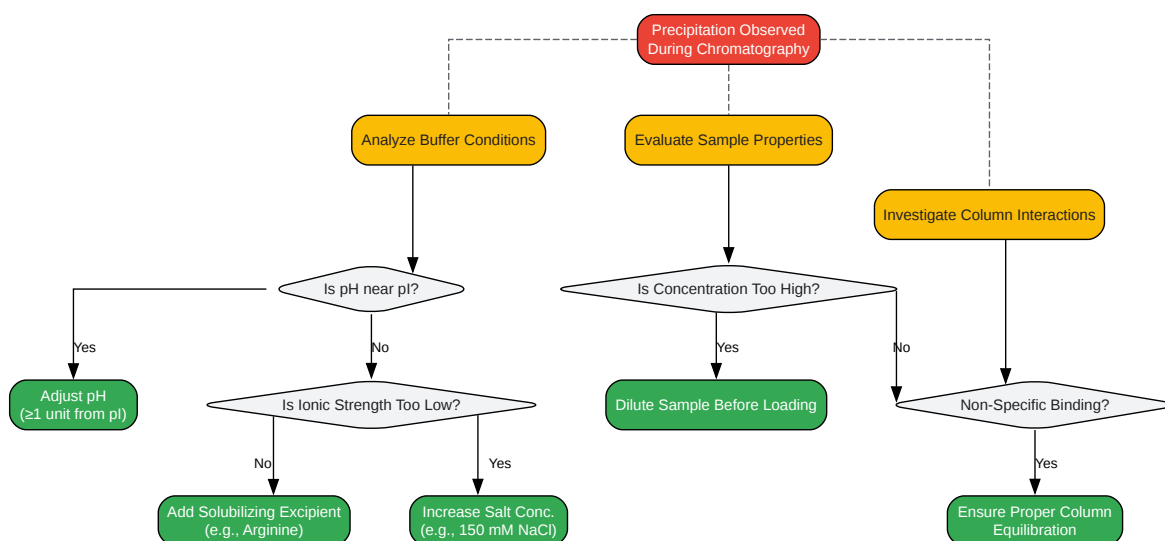 Precipitation Observed
During Chromatography
Analyze Buffer Conditions
Evaluate Sample Properties
Investigate Column Interactions
Is pH near pI?
Is Concentration Too High?
Yes
No
Yes
No
Adjust pH
(≥1 unit from pI)
Is Ionic Strength Too Low?
Dilute Sample Before Loading
Non-Specific Binding?
No
Yes
Yes
Add Solubilizing Excipient
(e.g., Arginine)
Increase Salt Conc.
(e.g., 150 mM NaCl)
Ensure Proper Column
Equilibration